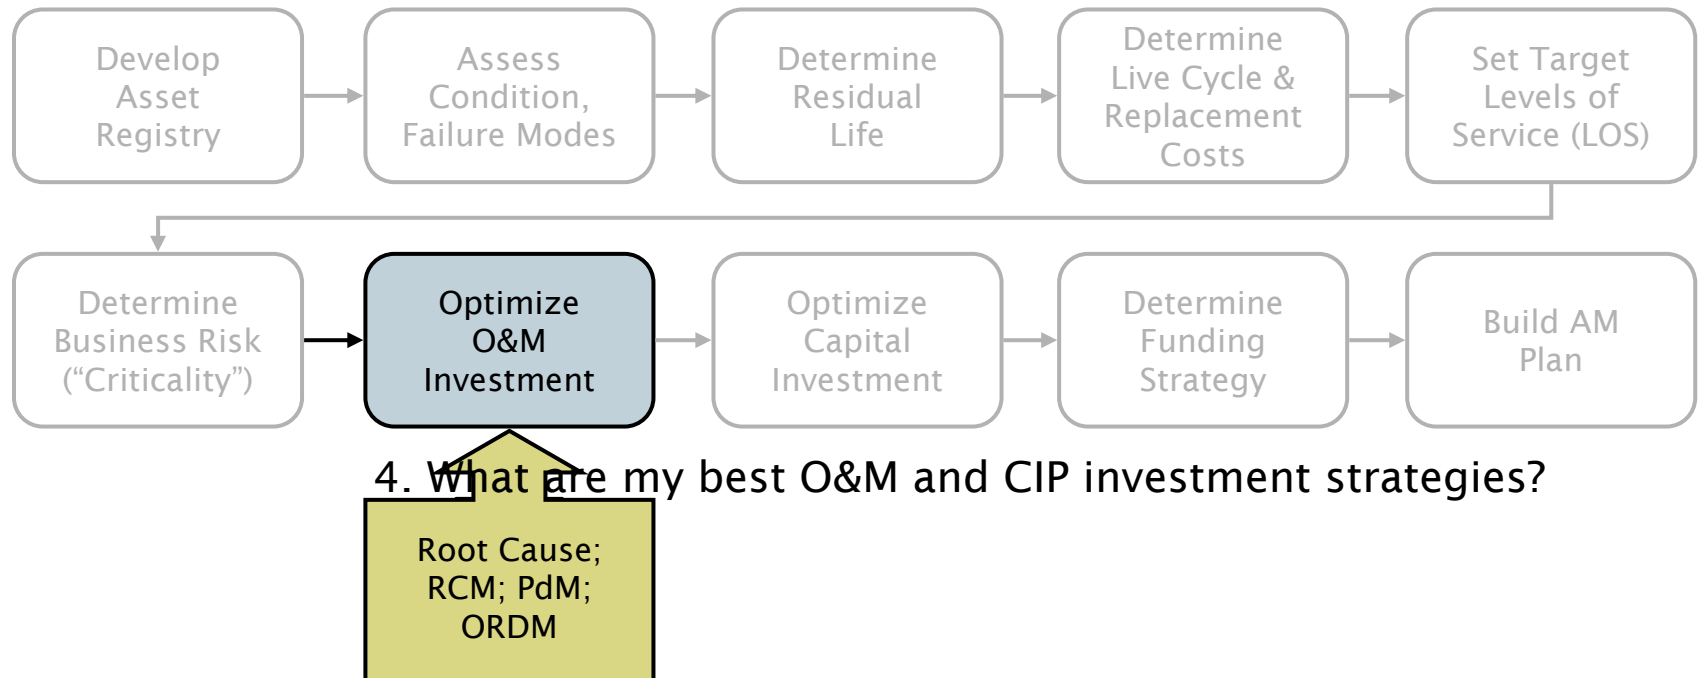 Develop
Asset
Registry
Assess
Condition,
Failure Modes
Determine
Residual
Life
Determine
Live Cycle &
Replacement
Costs
Set Target
Levels of
Service (LOS)
Determine
Business Risk
(“Criticality”)
Optimize
O&M
Investment
Optimize
Capital
Investment
Determine
Funding
Strategy
Build AM
Plan
4. What are my best O&M and CIP investment strategies?
Root Cause;
RCM; PdM;
ORDM